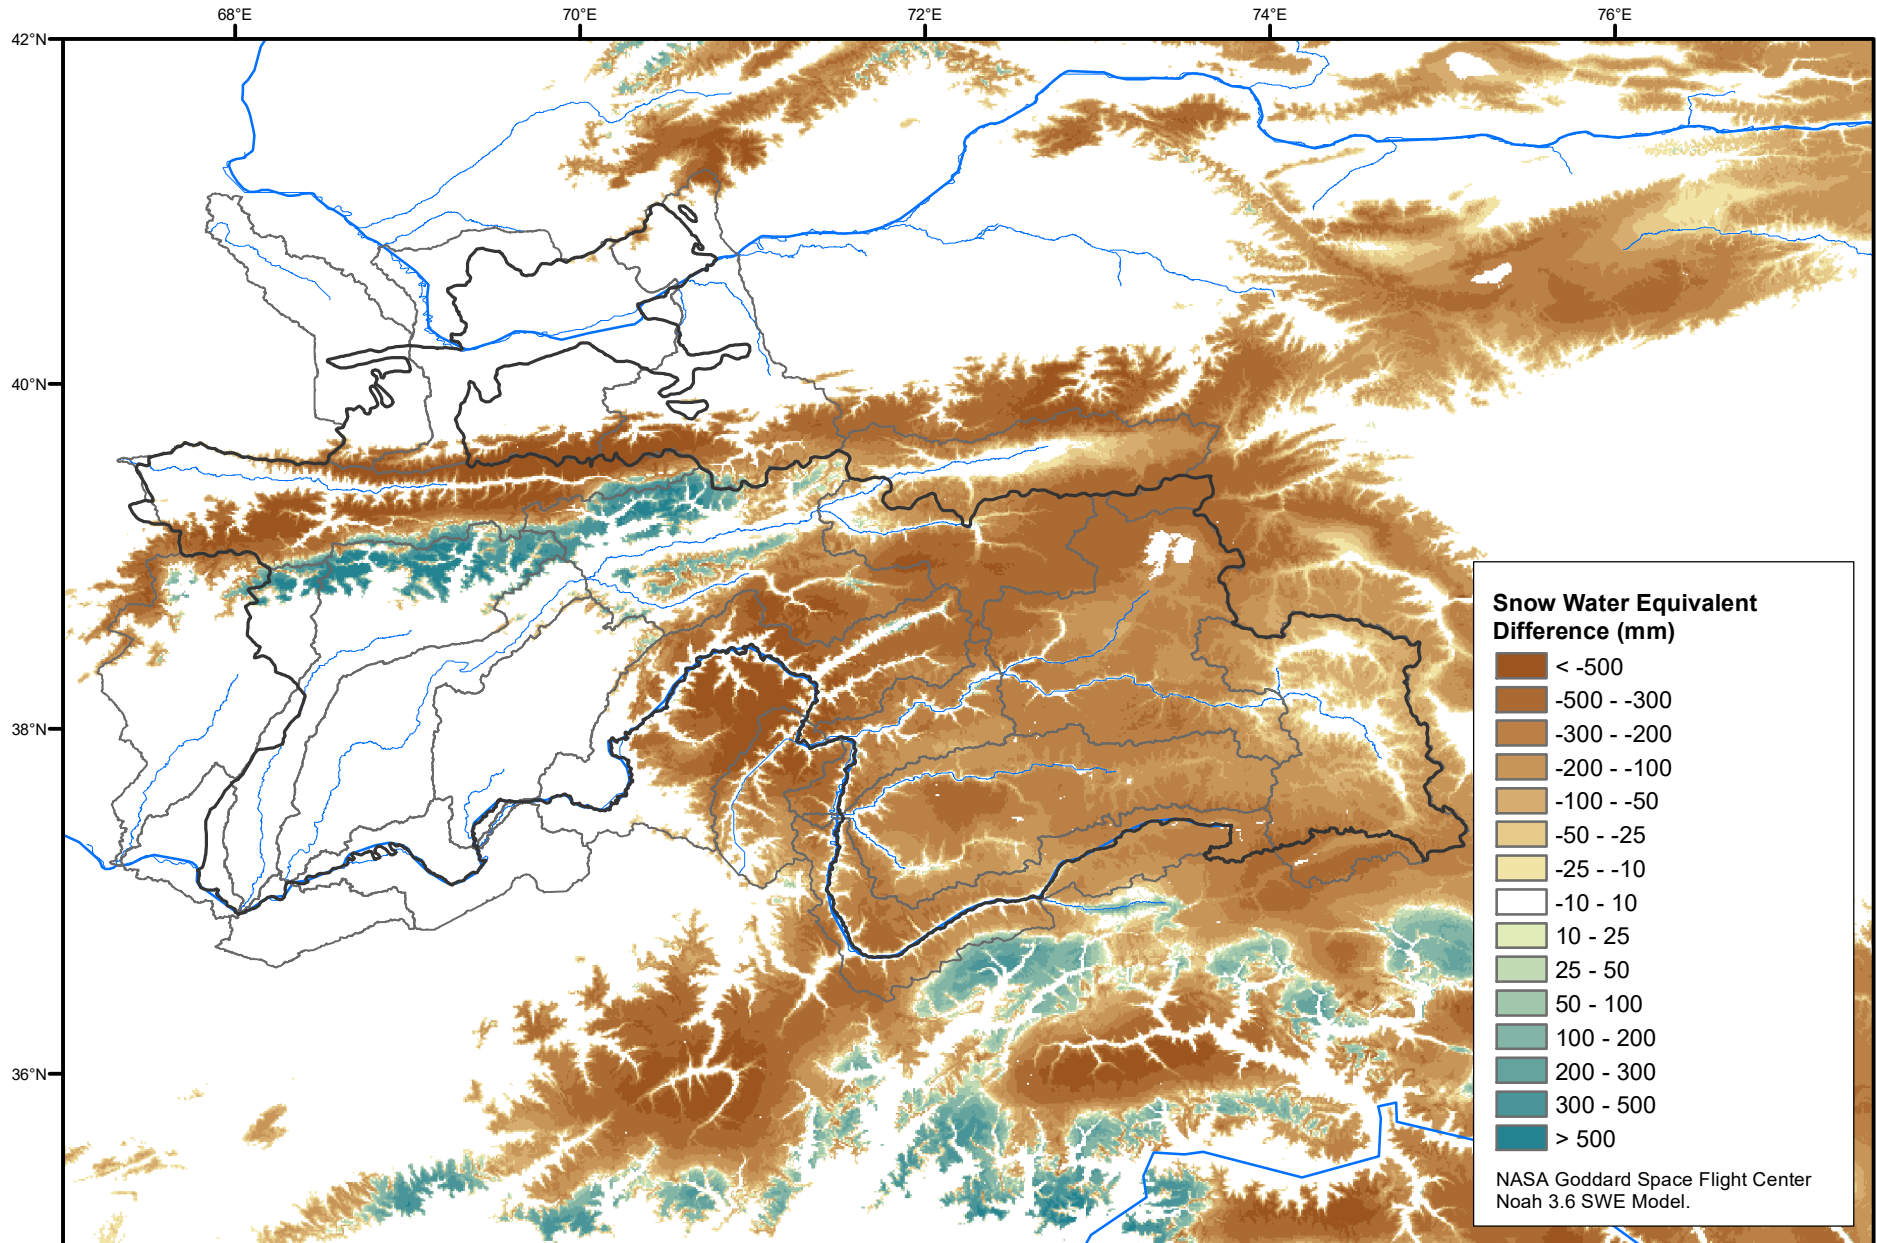 68°E 70°E 72°E 74°E 76°E
42°N
40°N
38°N
36°N
Snow Water Equivalent
Difference (mm)
< -500
-500 - -300
-300 - -200
-200 - -100
-100 - -50
-50 - -25
-25 - -10
-10 - 10
10 - 25
25 - 50
50 - 100
100 - 200
200 - 300
300 - 500
> 500
NASA Goddard Space Flight Center
Noah 3.6 SWE Model.